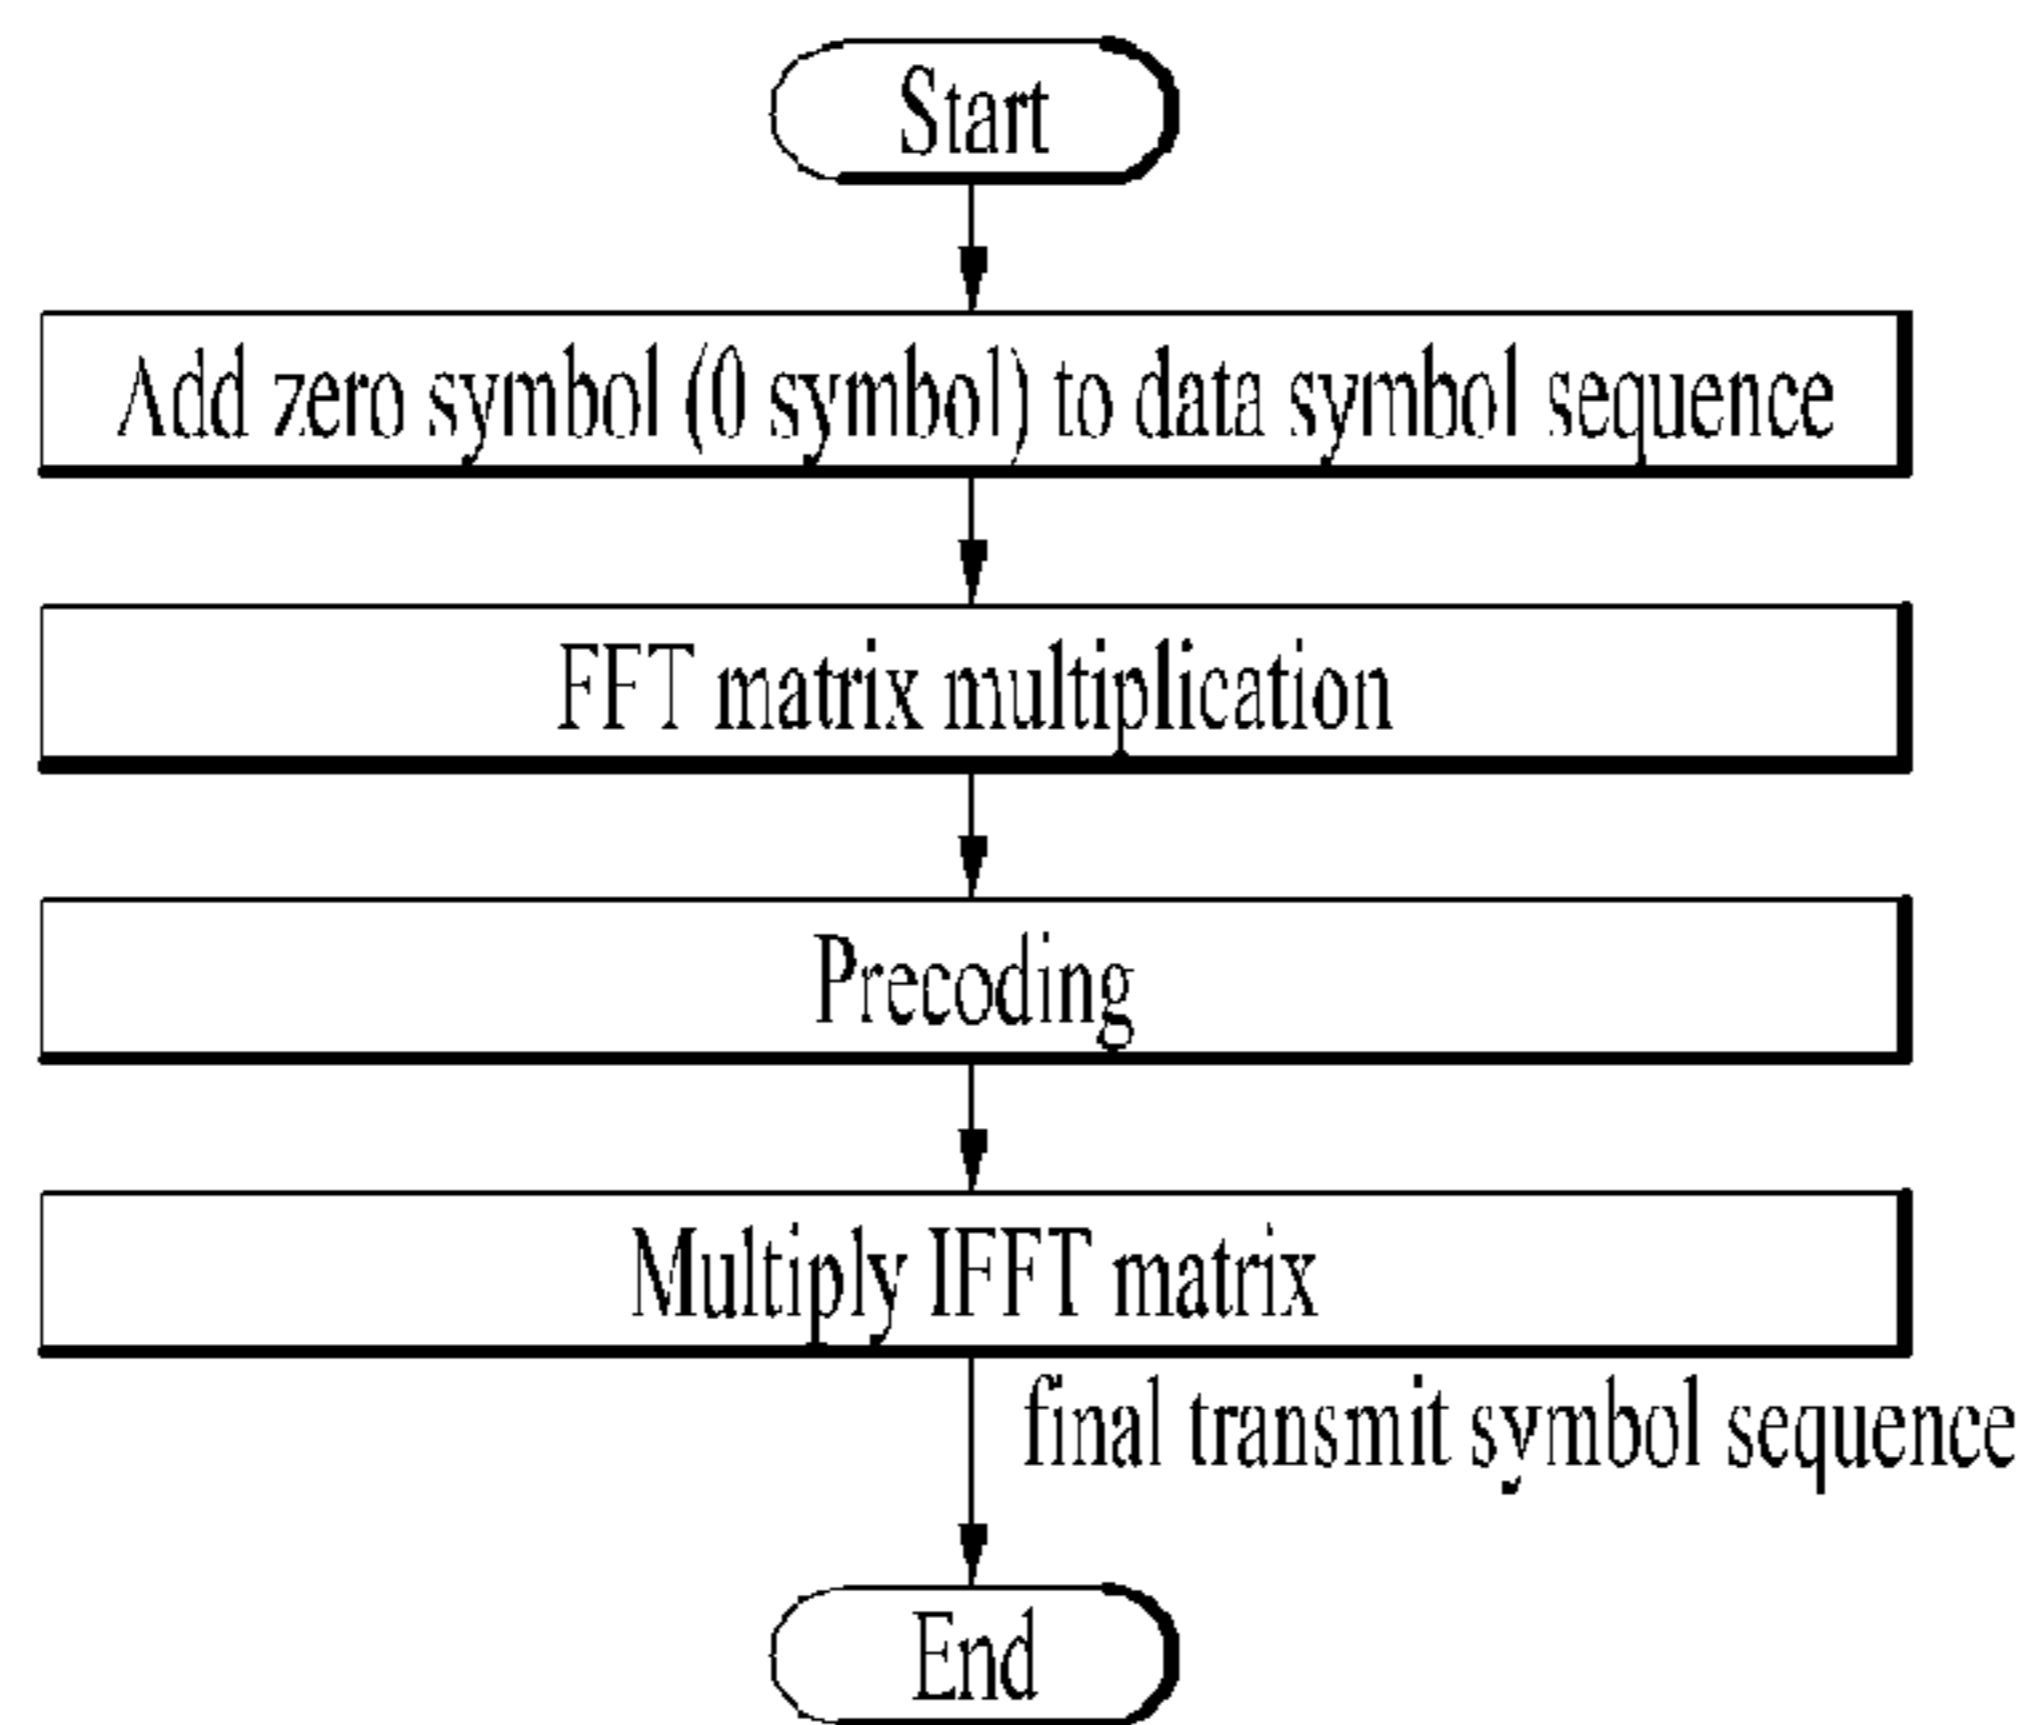 Start
Add zero symbol (0 symbol) to data symbol sequence
FFT matrix multiplication
Precoding
Multiply IFFT matrix
final transmit symbol sequence
End